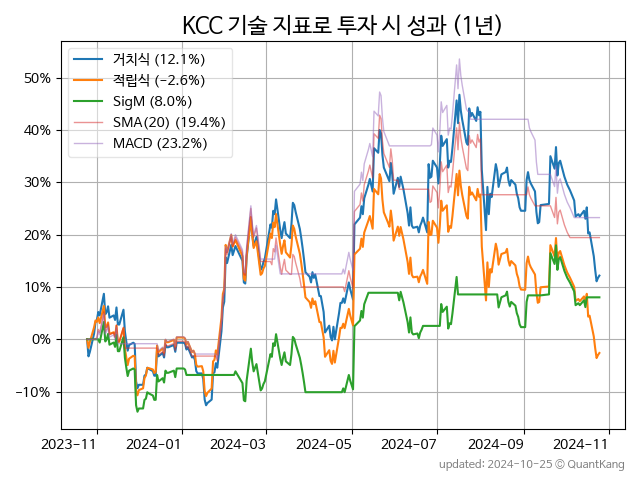 KCC 기술 지표로 투자 시 성과 (1년)
거치식 (12.1%)
적립식 (−2.6%)
SigM (8.0%)
SMA(20) (19.4%)
MACD (23.2%)
50%
40%
30%
20%
10%
0%
−10%
2023-11 2024-01 2024-03 2024-05 2024-07 2024-09 2024-11
updated: 2024-10-25 © QuantKang